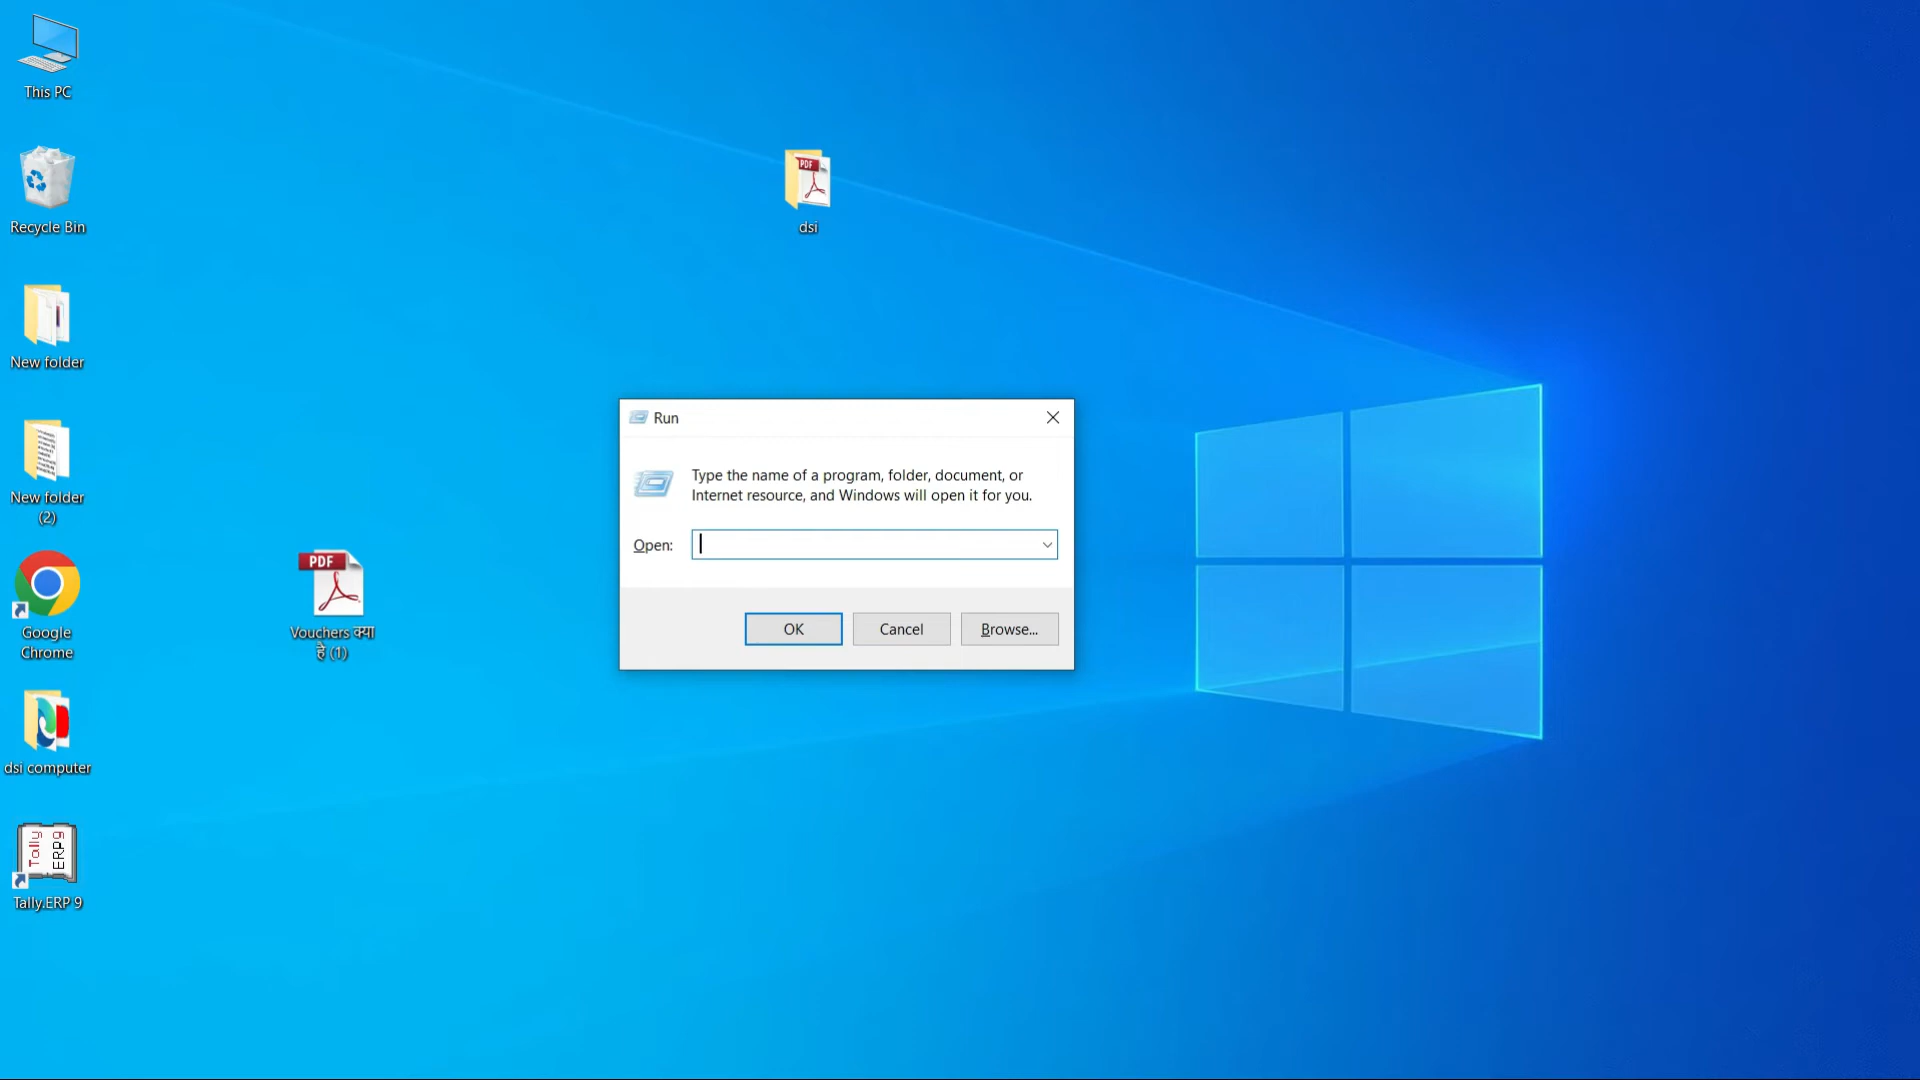 This PC
Recycle Bin
New folder
New folder
(2)
Google
Chrome
dsi computer
Tally
ERP9
Tally.ERP 9
PDF
Vouchers क्या
है (1)
PDF
dsi
Run
Type the name of a program, folder, document, or
Internet resource, and Windows will open it for you.
Open:
OK
Cancel
Browse...